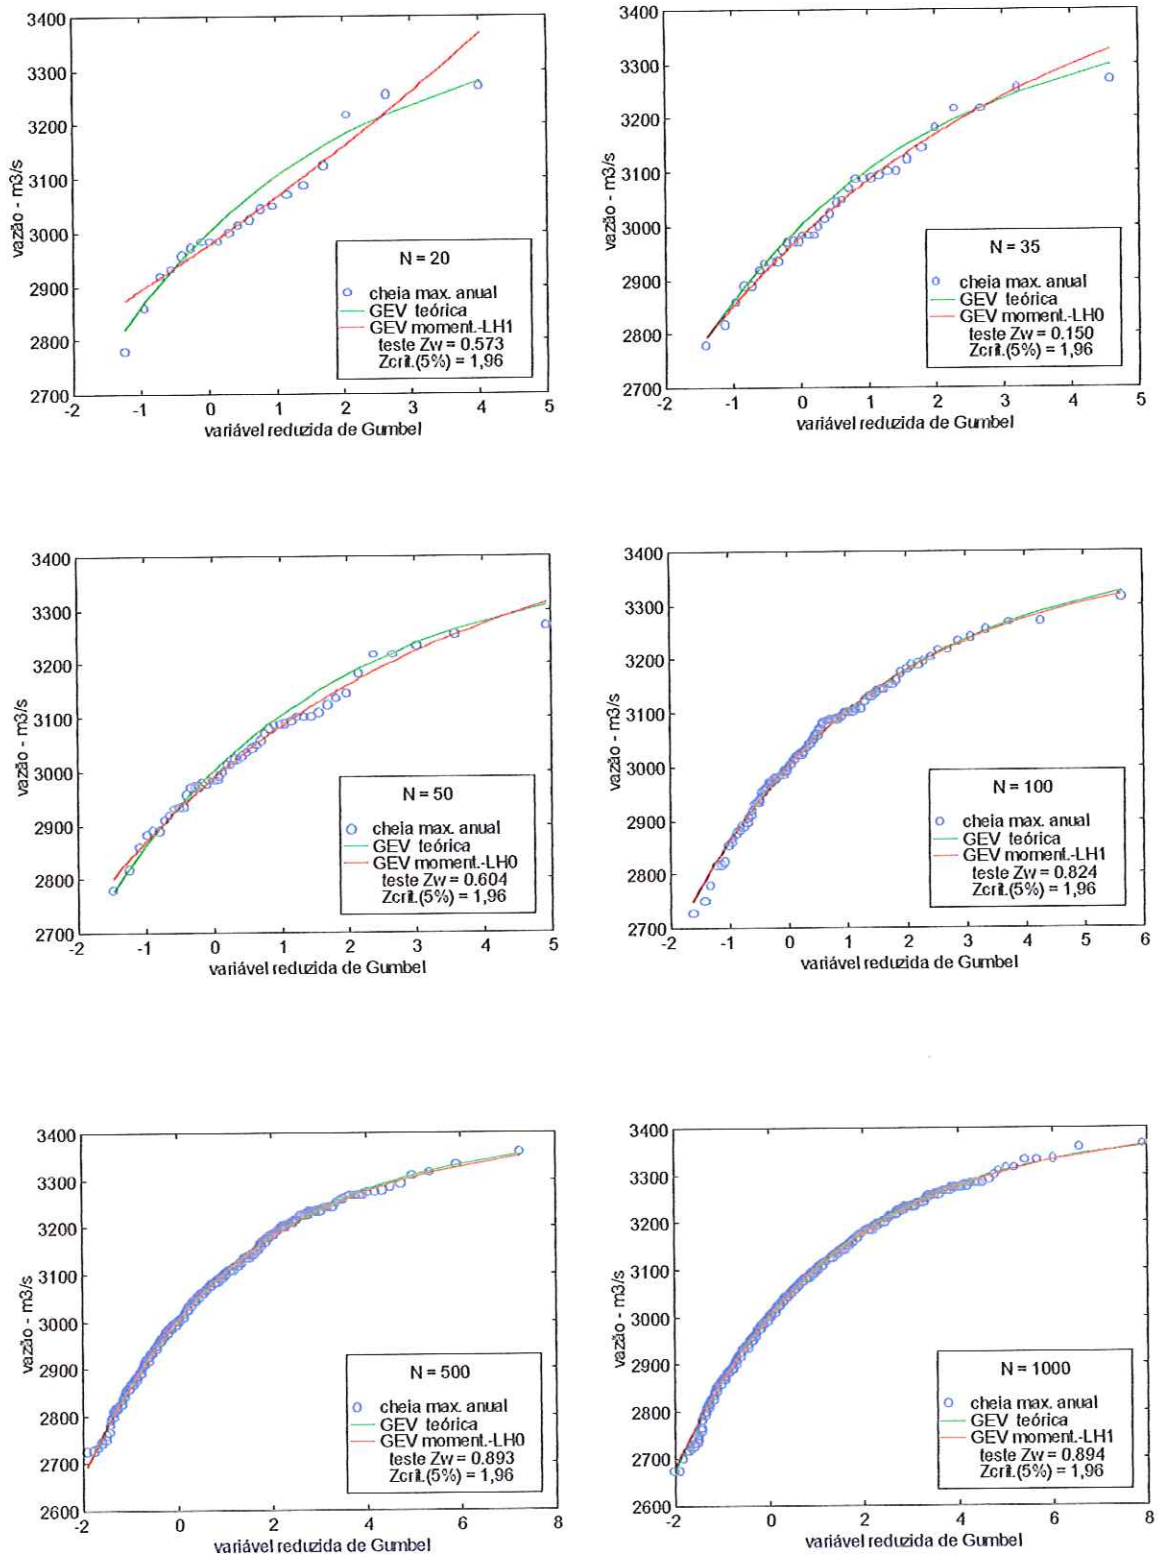 3400
3300
3200
3100
3000
2900
2800
2700
vazão - m3/s
-2 -1 0 1 2 3 4 5
variável reduzida de Gumbel
N = 20
cheia max. anual
GEV teórica
GEV moment.-LH1
teste Zw = 0.573
Zcrít.(5%) = 1,96
3400
3300
3200
3100
3000
2900
2800
2700
vazão - m3/s
-2 -1 0 1 2 3 4 5
variável reduzida de Gumbel
N = 35
cheia max. anual
GEV teórica
GEV moment.-LH0
teste Zw = 0.150
Zcrít.(5%) = 1,96
3400
3300
3200
3100
3000
2900
2800
2700
vazão - m3/s
-2 -1 0 1 2 3 4 5
variável reduzida de Gumbel
N = 50
cheia max. anual
GEV teórica
GEV moment.-LH0
teste Zw = 0.604
Zcrít.(5%) = 1,96
3400
3300
3200
3100
3000
2900
2800
2700
vazão - m3/s
-2 -1 0 1 2 3 4 5 6
variável reduzida de Gumbel
N = 100
cheia max. anual
GEV teórica
GEV moment.-LH1
teste Zw = 0.824
Zcrít.(5%) = 1,96
3400
3300
3200
3100
3000
2900
2800
2700
2600
vazão - m3/s
-2 0 2 4 6 8
variável reduzida de Gumbel
N = 500
cheia max. anual
GEV teórica
GEV moment.-LH0
teste Zw = 0.893
Zcrít.(5%) = 1,96
3400
3300
3200
3100
3000
2900
2800
2700
2600
vazão - m3/s
-2 0 2 4 6 8
variável reduzida de Gumbel
N = 1000
cheia max. anual
GEV teórica
GEV moment.-LH1
teste Zw = 0.894
Zcrít.(5%) = 1,96